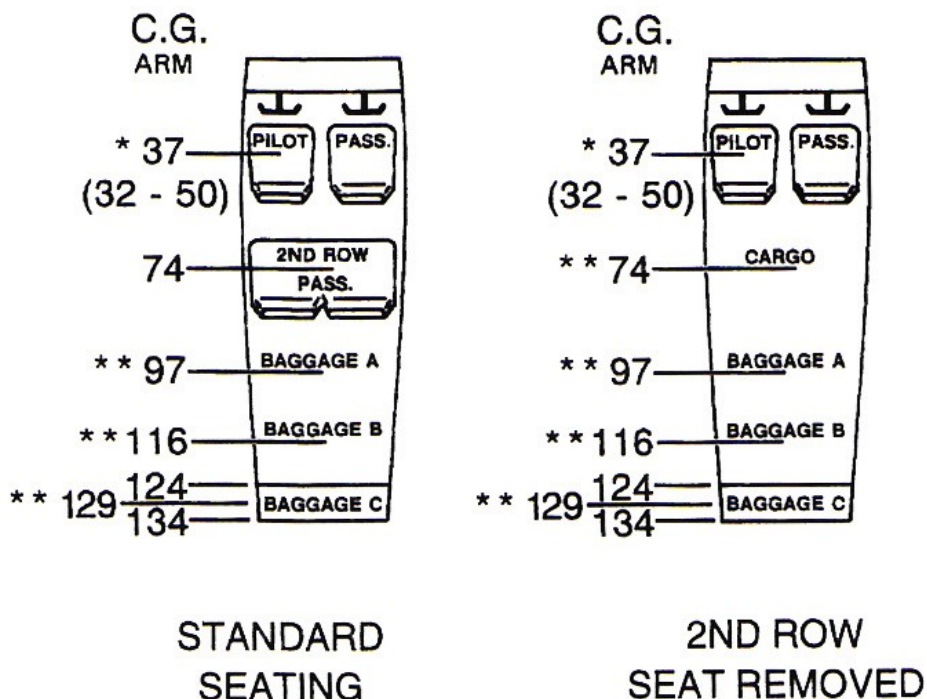 C.G.
ARM
PILOT PASS.
* 37
(32 - 50)
2ND ROW
74
PASS.
** 97 BAGGAGE A
** 116 BAGGAGE B
124
** 129 BAGGAGE C
134
STANDARD
SEATING
C.G.
ARM
PILOT PASS.
* 37
(32 - 50)
** 74 CARGO
** 97 BAGGAGE A
** 116 BAGGAGE B
124
** 129 BAGGAGE C
134
2ND ROW
SEAT REMOVED